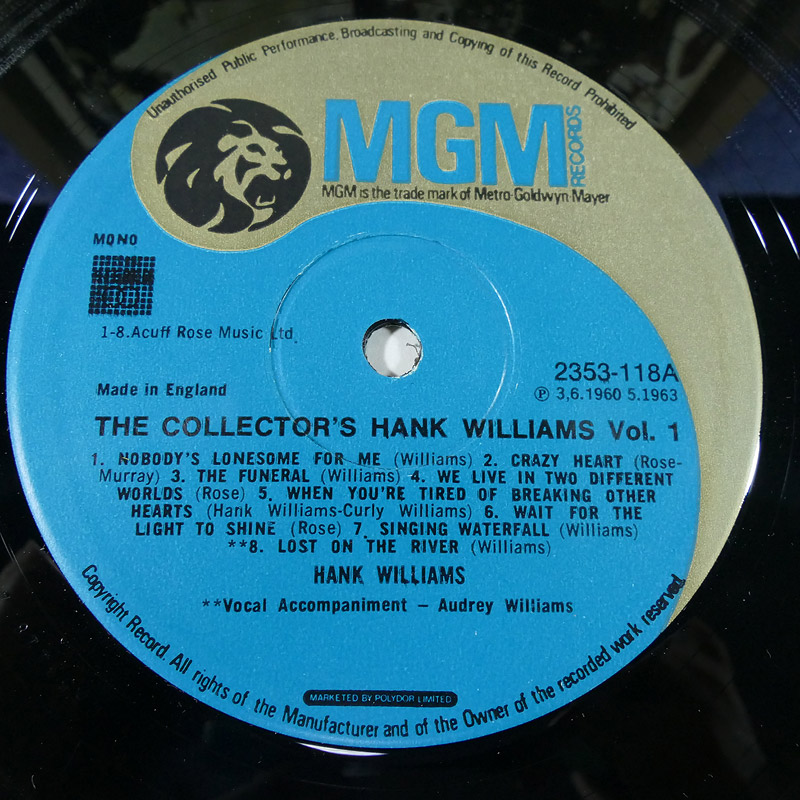 Unauthorised Public Performance, Broadcasting and Copying of this Record Prohibited
MGM
RECORDS
MGM is the trade mark of Metro-Goldwyn-Mayer
MONO
1-8.Acuff Rose Music Ltd.
Made in England
2353-118A
℗ 3,6.1960 5.1963
THE COLLECTOR'S HANK WILLIAMS Vol. 1
1. NOBODY'S LONESOME FOR ME (Williams) 2. CRAZY HEART (Rose-
Murray) 3. THE FUNERAL (Williams) 4. WE LIVE IN TWO DIFFERENT
WORLDS (Rose) 5. WHEN YOU'RE TIRED OF BREAKING OTHER
HEARTS (Hank Williams-Curly Williams) 6. WAIT FOR THE
LIGHT TO SHINE (Rose) 7. SINGING WATERFALL (Williams)
**8. LOST ON THE RIVER (Williams)
HANK WILLIAMS
**Vocal Accompaniment – Audrey Williams
MARKETED BY POLYDOR LIMITED
Copyright Record. All rights of the Manufacturer and of the Owner of the recorded work reserved.